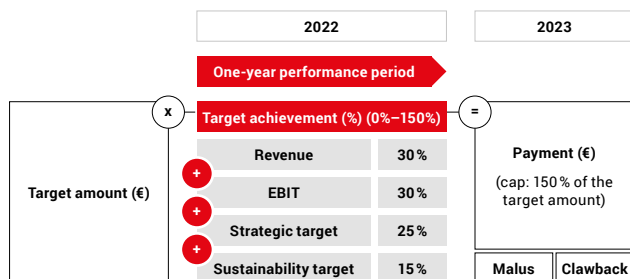 2022
2023
One-year performance period
x
Target achievement (%) (0%–150%)
=
Target amount (€)
Revenue 30%
+
EBIT 30%
+
Strategic target 25%
+
Sustainability target 15%
Payment (€)
(cap: 150% of the
target amount)
Malus
Clawback